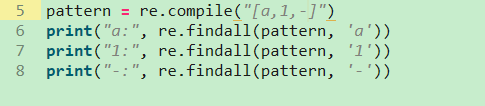 5 pattern = re.compile("[a,1,-]")
6 print("a:", re.findall(pattern, 'a'))
7 print("1:", re.findall(pattern, '1'))
8 print("-:", re.findall(pattern, '-'))